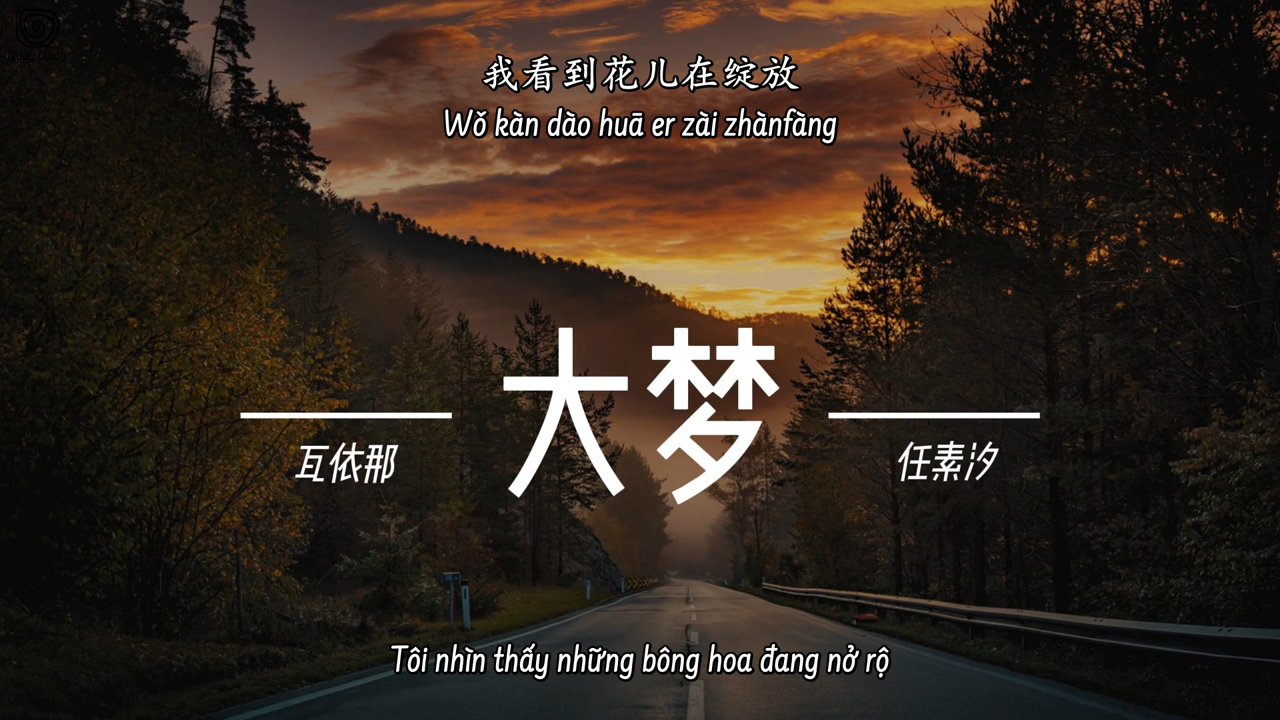 我看到花儿在绽放
Wǒ kàn dào huā er zài zhànfàng
大梦
瓦依那
任素汐
Tôi nhìn thấy những bông hoa đang nở rộ